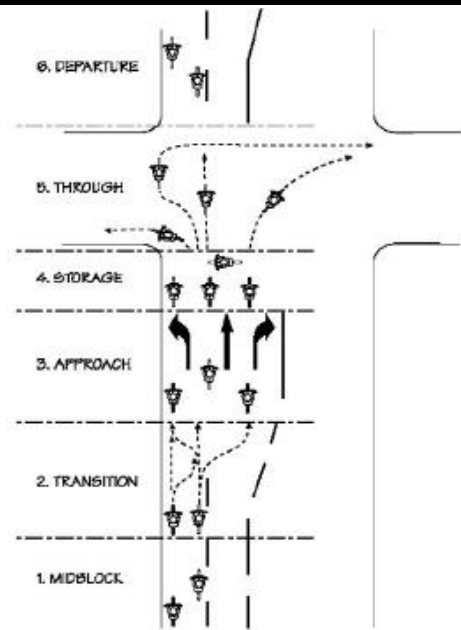 6. DEPARTURE
5. THROUGH
4. STORAGE
3. APPROACH
2. TRANSITION
1. MIDBLOCK